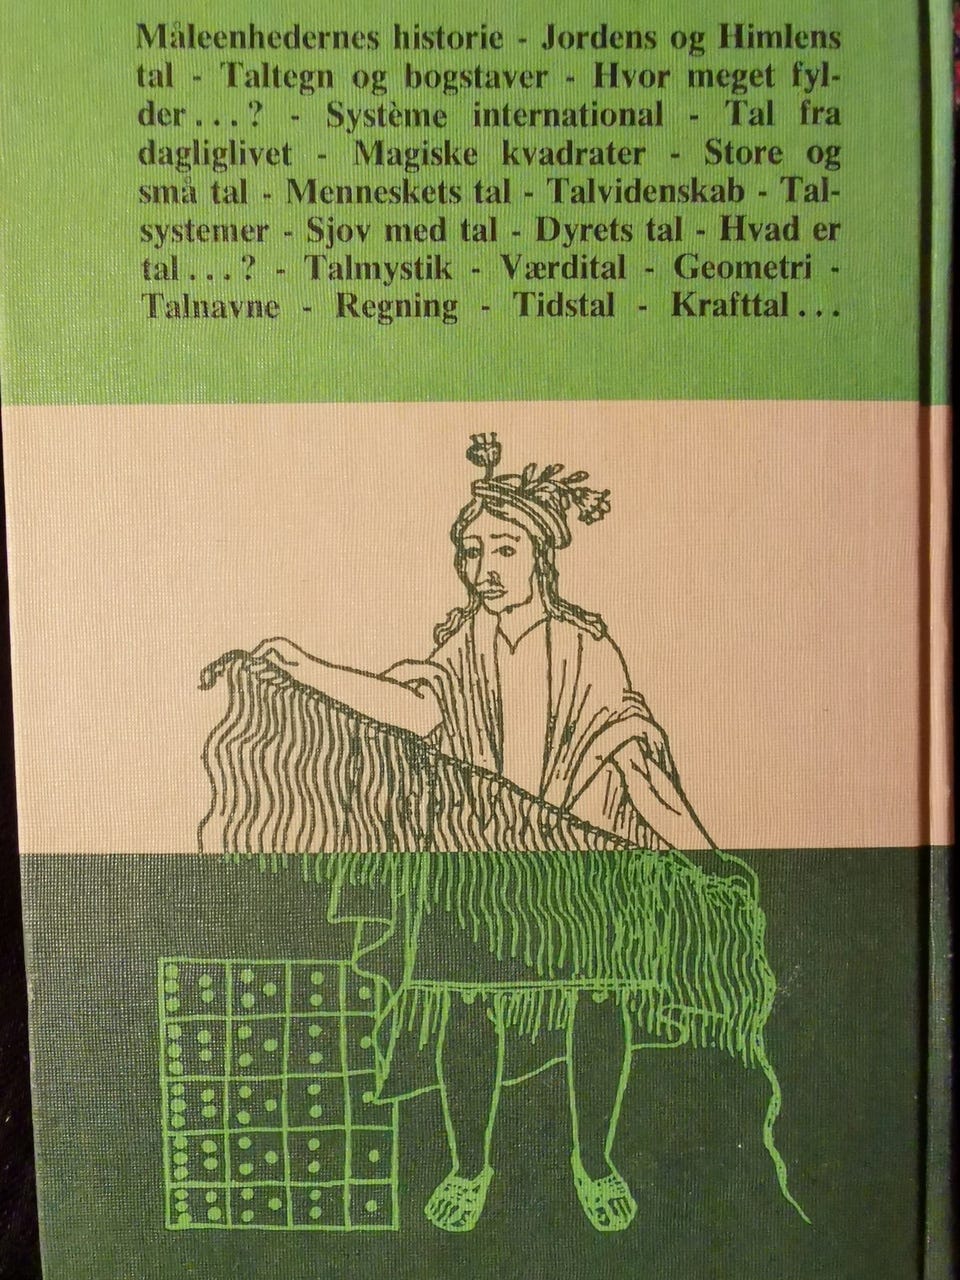 Måleenhedernes historie - Jordens og Himlens
tal - Taltegn og bogstaver - Hvor meget fyl-
der...? - Système international - Tal fra
dagliglivet - Magiske kvadrater - Store og
små tal - Menneskets tal - Talvidenskab - Tal-
systemer - Sjov med tal - Dyrets tal - Hvad er
tal...? - Talmystik - Værdital - Geometri -
Talnavne - Regning - Tidstal - Krafttal...